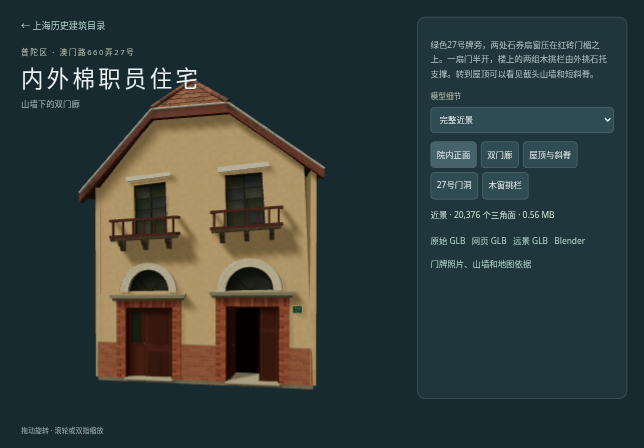 ← 上海历史建筑目录
普陀区 · 澳门路660弄27号
内外棉职员住宅
山墙下的双门廊
绿色27号牌旁，两处石券扇窗压在红砖门楣之
上。一扇门半开，楼上的两组木挑栏由外挑石托
支撑。转到屋顶可以看见截头山墙和短斜脊。
模型细节
完整近景
院内正面 双门廊 屋顶与斜脊
27号门洞 木窗挑栏
近景 · 20,376 个三角面 · 0.56 MB
原始 GLB 网页 GLB 远景 GLB Blender
门牌照片、山墙和地图依据
拖动旋转 · 滚轮或双指缩放